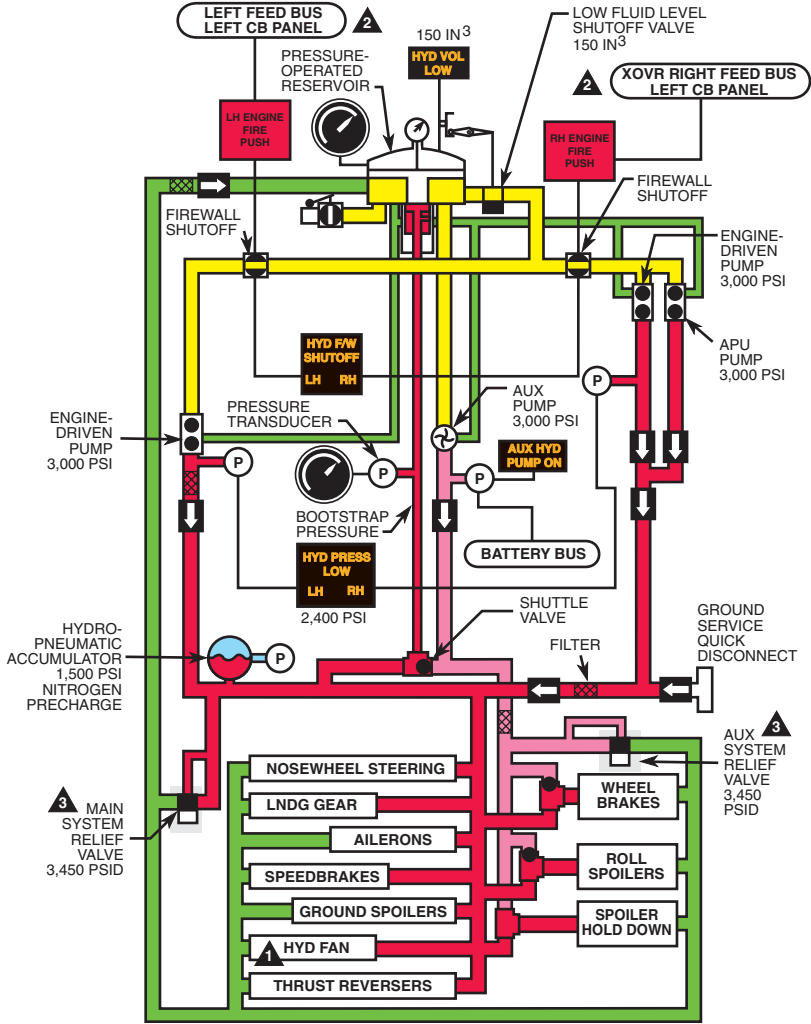 LEFT FEED BUS
LEFT CB PANEL
2
150 IN3
HYD VOL
LOW
LOW FLUID LEVEL
SHUTOFF VALVE
150 IN3
PRESSURE-
OPERATED
RESERVOIR
2
XOVR RIGHT FEED BUS
LEFT CB PANEL
LH ENGINE
FIRE
PUSH
RH ENGINE
FIRE
PUSH
FIREWALL
SHUTOFF
FIREWALL
SHUTOFF
ENGINE-
DRIVEN
PUMP
3,000 PSI
HYD F/W
SHUTOFF
LH RH
APU
PUMP
3,000 PSI
P
PRESSURE
TRANSDUCER
AUX
PUMP
3,000 PSI
ENGINE-
DRIVEN
PUMP
3,000 PSI
P
P
P
AUX HYD
PUMP ON
BOOTSTRAP
PRESSURE
BATTERY BUS
HYD PRESS
LOW
LH RH
2,400 PSI
SHUTTLE
VALVE
GROUND
SERVICE
QUICK
DISCONNECT
HYDRO-
PNEUMATIC
ACCUMULATOR
1,500 PSI
NITROGEN
PRECHARGE
P
FILTER
3
AUX
SYSTEM
RELIEF
VALVE
3,450
PSID
3
MAIN
SYSTEM
RELIEF
VALVE
3,450 PSID
NOSEWHEEL STEERING
LNDG GEAR
AILERONS
SPEEDBRAKES
GROUND SPOILERS
1
HYD FAN
THRUST REVERSERS
WHEEL
BRAKES
ROLL
SPOILERS
SPOILER
HOLD DOWN